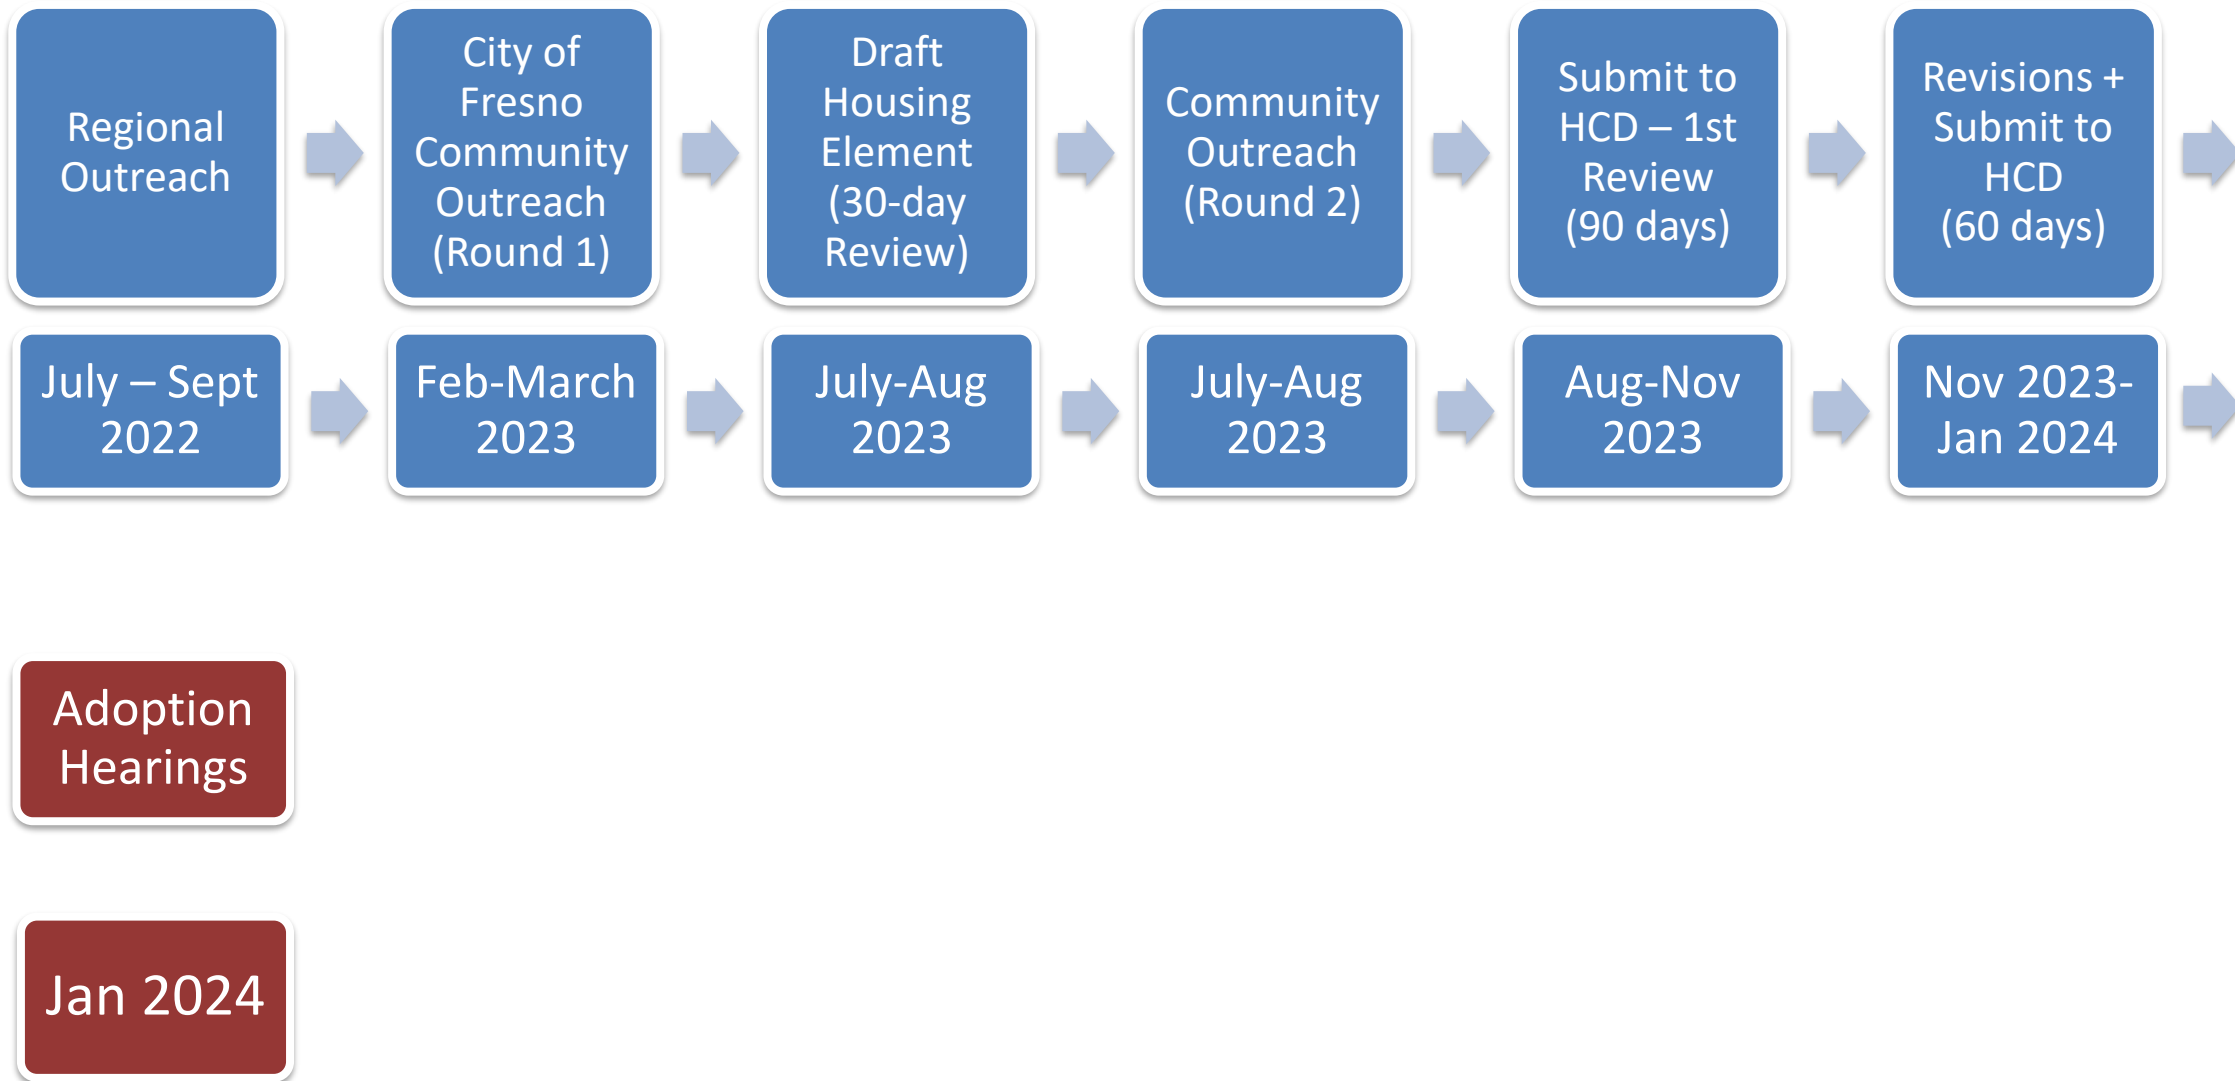 Regional
Outreach
City of
Fresno
Community
Outreach
(Round 1)
Draft
Housing
Element
(30-day
Review)
Community
Outreach
(Round 2)
Submit to
HCD – 1st
Review
(90 days)
Revisions +
Submit to
HCD
(60 days)
July – Sept
2022
Feb-March
2023
July-Aug
2023
July-Aug
2023
Aug-Nov
2023
Nov 2023-
Jan 2024
Adoption
Hearings
Jan 2024